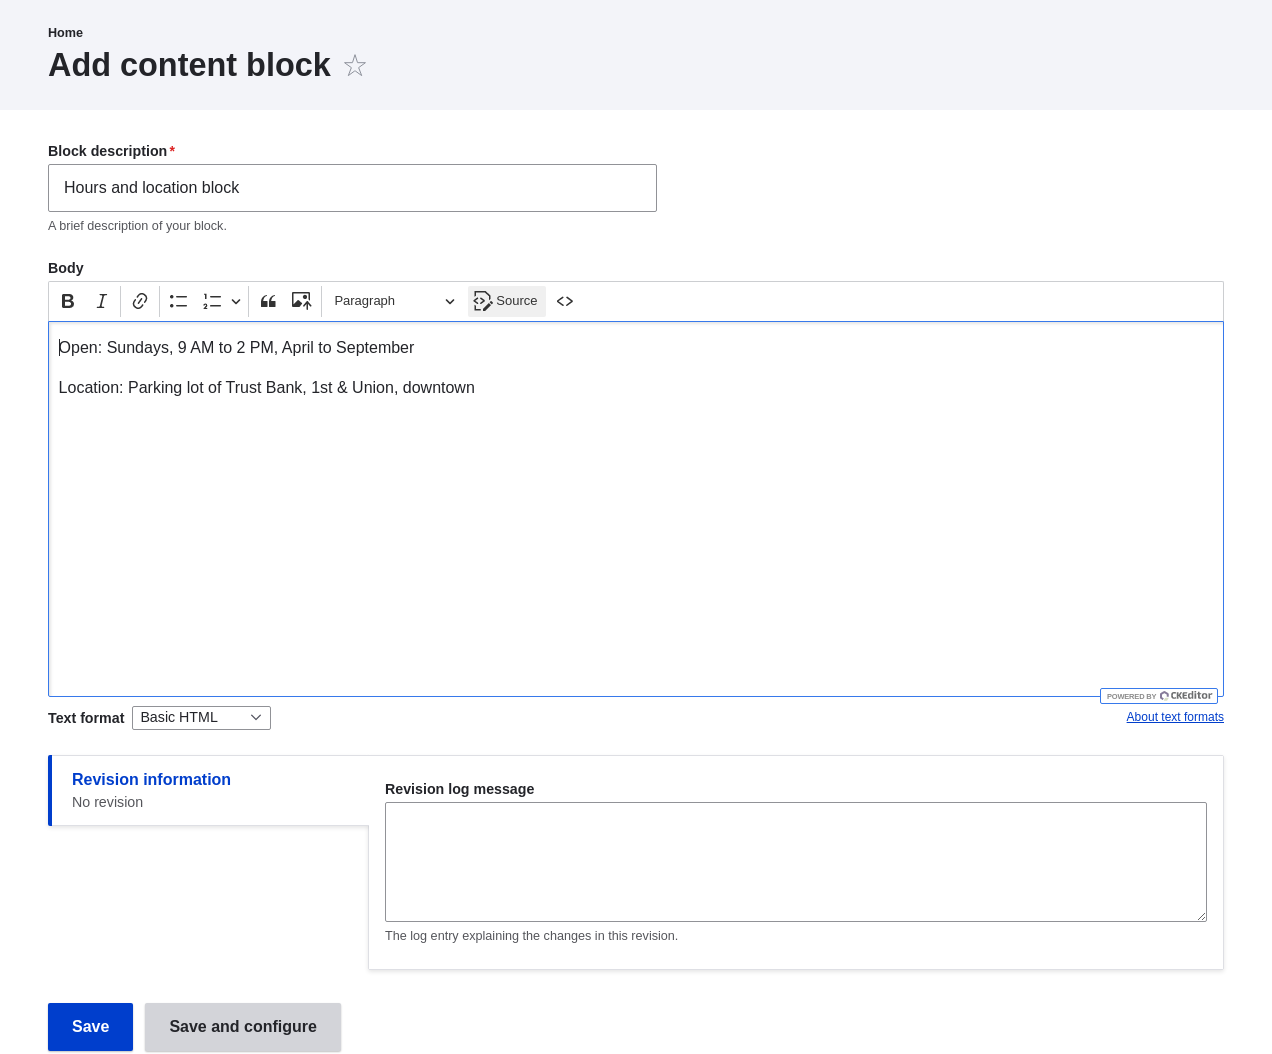 Home
Add content block
Block description*
Hours and location block
A brief description of your block.
Body
Paragraph Source
Open: Sundays, 9 AM to 2 PM, April to September
Location: Parking lot of Trust Bank, 1st & Union, downtown
POWERED BY CKEditor
Text format Basic HTML About text formats
Revision information
No revision
Revision log message
The log entry explaining the changes in this revision.
Save Save and configure